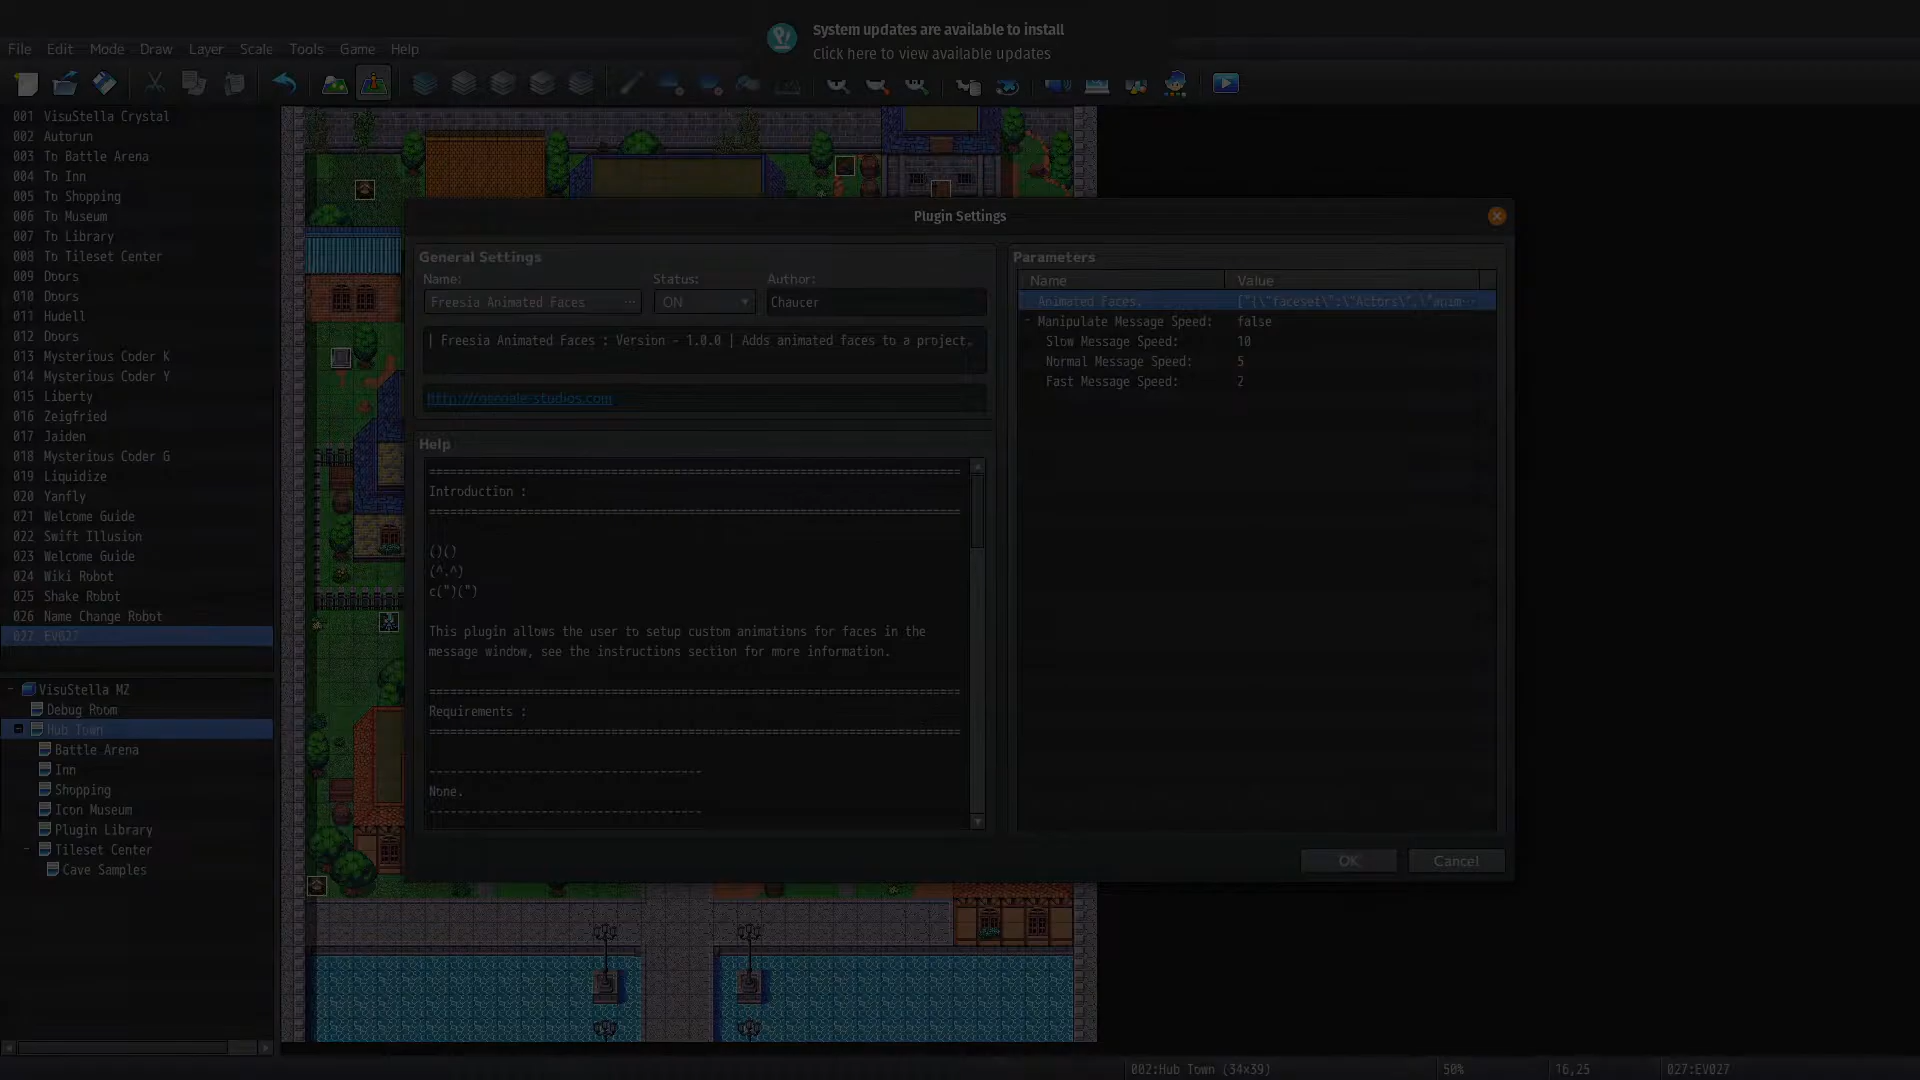 System updates are available to install
Click here to view available updates
File Edit Mode Draw Layer Scale Tools Game Help
001 VisuStella Crystal
002 Autorun
003 To Battle Arena
004 To Inn
005 To Shopping
006 To Museum
007 To Library
008 To Tileset Center
009 Doors
010 Doors
011 Hudell
012 Doors
013 Mysterious Coder K
014 Mysterious Coder Y
015 Liberty
016 Zeigfried
017 Jaiden
018 Mysterious Coder G
019 Liquidize
020 Yanfly
021 Welcome Guide
022 Swift Illusion
023 Welcome Guide
024 Wiki Robot
025 Shake Robot
026 Name Change Robot
027 EV027
VisuStella MZ
Debug Room
Hub Town
Battle Arena
Inn
Shopping
Icon Museum
Plugin Library
Tileset Center
Cave Samples
Plugin Settings
General Settings
Name: Status: Author:
Freesia Animated Faces ... ON Chaucer
| Freesia Animated Faces : Version - 1.0.0 | Adds animated faces to a project.
Help
===========================================================================
Introduction :
===========================================================================
()()
(^.^)
c(")(")
This plugin allows the user to setup custom animations for faces in the
message window, see the instructions section for more information.
===========================================================================
Requirements :
===========================================================================
---------------------------------------
None.
---------------------------------------
Parameters
Name Value
Animated Faces. ["{\"faceset\":\"Actors\",\"anim...
Manipulate Message Speed: false
Slow Message Speed: 10
Normal Message Speed: 5
Fast Message Speed: 2
OK Cancel
002:Hub Town (34×39) 50% 16,25 027:EV027